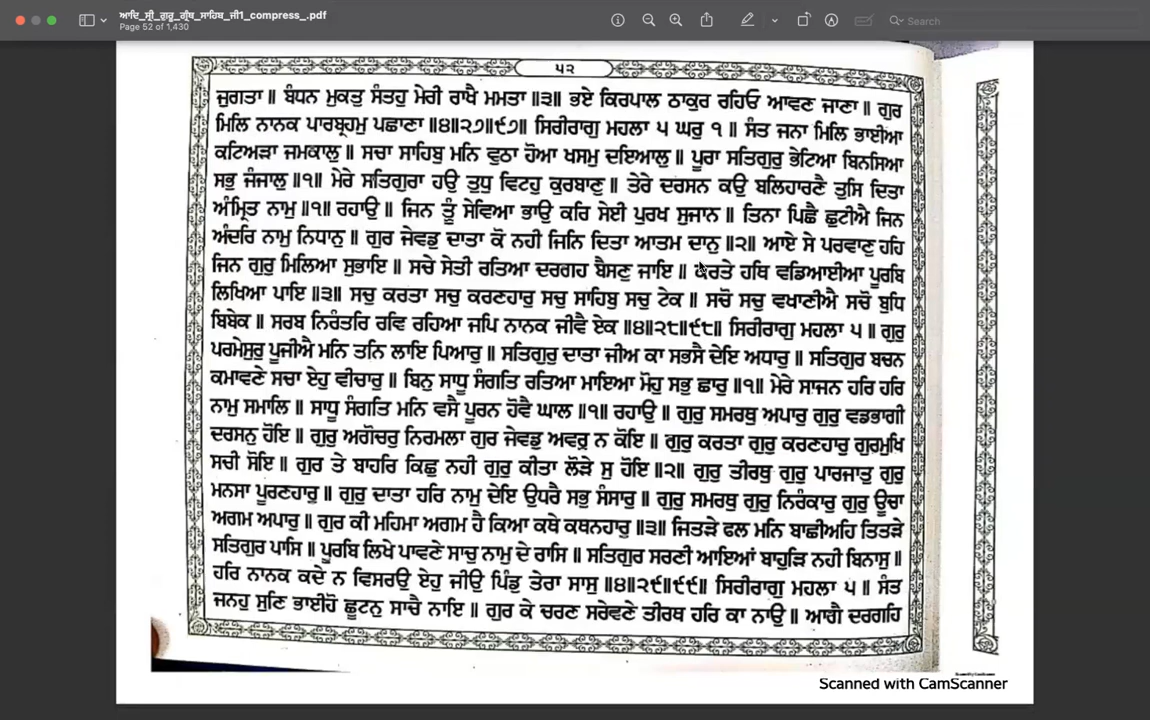 ਆਦਿ_ਸ੍ਰੀ_ਗੁਰੂ_ਗ੍ਰੰਥ_ਸਾਹਿਬ_ਜੀ1_compress_.pdf
Page 52 of 1,430
Search
੫੨
ਜੁਗਤਾ ॥ ਬੰਧਨ ਮੁਕਤੁ ਸੰਤਹੁ ਮੇਰੀ ਰਾਖੈ ਮਮਤਾ ॥੩॥ ਭਏ ਕਿਰਪਾਲ ਠਾਕੁਰ ਰਹਿਓ ਆਵਣ ਜਾਣਾ ॥ ਗੁਰ
ਮਿਲਿ ਨਾਨਕ ਪਾਰਬ੍ਰਹਮੁ ਪਛਾਣਾ ॥੪॥੨੭॥੯੭॥ ਸਿਰੀਰਾਗੁ ਮਹਲਾ ੫ ਘਰੁ ੧ ॥ ਸੰਤ ਜਨਾ ਮਿਲਿ ਭਾਈਆ
ਕਟਿਅੜਾ ਜਮਕਾਲੁ ॥ ਸਚਾ ਸਾਹਿਬੁ ਮਨਿ ਵੁਠਾ ਹੋਆ ਖਸਮੁ ਦਇਆਲੁ ॥ ਪੂਰਾ ਸਤਿਗੁਰੁ ਭੇਟਿਆ ਬਿਨਸਿਆ
ਸਭੁ ਜੰਜਾਲੁ ॥੧॥ ਮੇਰੇ ਸਤਿਗੁਰਾ ਹਉ ਤੁਧੁ ਵਿਟਹੁ ਕੁਰਬਾਣੁ ॥ ਤੇਰੇ ਦਰਸਨ ਕਉ ਬਲਿਹਾਰਣੈ ਤੁਸਿ ਦਿਤਾ
ਅੰਮ੍ਰਿਤ ਨਾਮੁ ॥੧॥ ਰਹਾਉ ॥ ਜਿਨ ਤੂੰ ਸੇਵਿਆ ਭਾਉ ਕਰਿ ਸੇਈ ਪੁਰਖ ਸੁਜਾਨ ॥ ਤਿਨਾ ਪਿਛੈ ਛੁਟੀਐ ਜਿਨ
ਅੰਦਰਿ ਨਾਮੁ ਨਿਧਾਨੁ ॥ ਗੁਰ ਜੇਵਡੁ ਦਾਤਾ ਕੋ ਨਹੀ ਜਿਨਿ ਦਿਤਾ ਆਤਮ ਦਾਨੁ ॥੨॥ ਆਏ ਸੇ ਪਰਵਾਣੁ ਹਹਿ
ਜਿਨ ਗੁਰੁ ਮਿਲਿਆ ਸੁਭਾਇ ॥ ਸਚੇ ਸੇਤੀ ਰਤਿਆ ਦਰਗਹ ਬੈਸਣੁ ਜਾਇ ॥ ਕਰਤੇ ਹਥਿ ਵਡਿਆਈਆ ਪੂਰਬਿ
ਲਿਖਿਆ ਪਾਇ ॥੩॥ ਸਚੁ ਕਰਤਾ ਸਚੁ ਕਰਣਹਾਰੁ ਸਚੁ ਸਾਹਿਬੁ ਸਚੁ ਟੇਕ ॥ ਸਚੋ ਸਚੁ ਵਖਾਣੀਐ ਸਚੋ ਬੁਧਿ
ਬਿਬੇਕ ॥ ਸਰਬ ਨਿਰੰਤਰਿ ਰਵਿ ਰਹਿਆ ਜਪਿ ਨਾਨਕ ਜੀਵੈ ਏਕ ॥੪॥੨੮॥੯੮॥ ਸਿਰੀਰਾਗੁ ਮਹਲਾ ੫ ॥ ਗੁਰੁ
ਪਰਮੇਸੁਰੁ ਪੂਜੀਐ ਮਨਿ ਤਨਿ ਲਾਇ ਪਿਆਰੁ ॥ ਸਤਿਗੁਰੁ ਦਾਤਾ ਜੀਅ ਕਾ ਸਭਸੈ ਦੇਇ ਅਧਾਰੁ ॥ ਸਤਿਗੁਰ ਬਚਨ
ਕਮਾਵਣੇ ਸਚਾ ਏਹੁ ਵੀਚਾਰੁ ॥ ਬਿਨੁ ਸਾਧੂ ਸੰਗਤਿ ਰਤਿਆ ਮਾਇਆ ਮੋਹੁ ਸਭੁ ਛਾਰੁ ॥੧॥ ਮੇਰੇ ਸਾਜਨ ਹਰਿ ਹਰਿ
ਨਾਮੁ ਸਮਾਲਿ ॥ ਸਾਧੂ ਸੰਗਤਿ ਮਨਿ ਵਸੈ ਪੂਰਨ ਹੋਵੈ ਘਾਲ ॥੧॥ ਰਹਾਉ ॥ ਗੁਰੁ ਸਮਰਥੁ ਅਪਾਰੁ ਗੁਰੁ ਵਡਭਾਗੀ
ਦਰਸਨੁ ਹੋਇ ॥ ਗੁਰੁ ਅਗੋਚਰੁ ਨਿਰਮਲਾ ਗੁਰ ਜੇਵਡੁ ਅਵਰੁ ਨ ਕੋਇ ॥ ਗੁਰੁ ਕਰਤਾ ਗੁਰੁ ਕਰਣਹਾਰੁ ਗੁਰਮੁਖਿ
ਸਚੀ ਸੋਇ ॥ ਗੁਰ ਤੇ ਬਾਹਰਿ ਕਿਛੁ ਨਹੀ ਗੁਰੁ ਕੀਤਾ ਲੋੜੇ ਸੁ ਹੋਇ ॥੨॥ ਗੁਰੁ ਤੀਰਥੁ ਗੁਰੁ ਪਾਰਜਾਤੁ ਗੁਰੁ
ਮਨਸਾ ਪੂਰਣਹਾਰੁ ॥ ਗੁਰੁ ਦਾਤਾ ਹਰਿ ਨਾਮੁ ਦੇਇ ਉਧਰੈ ਸਭੁ ਸੰਸਾਰੁ ॥ ਗੁਰੁ ਸਮਰਥੁ ਗੁਰੁ ਨਿਰੰਕਾਰੁ ਗੁਰੁ ਊਚਾ
ਅਗਮ ਅਪਾਰੁ ॥ ਗੁਰ ਕੀ ਮਹਿਮਾ ਅਗਮ ਹੈ ਕਿਆ ਕਥੇ ਕਥਨਹਾਰੁ ॥੩॥ ਜਿਤੜੇ ਫਲ ਮਨਿ ਬਾਛੀਅਹਿ ਤਿਤੜੇ
ਸਤਿਗੁਰ ਪਾਸਿ ॥ ਪੂਰਬਿ ਲਿਖੇ ਪਾਵਣੇ ਸਾਚੁ ਨਾਮੁ ਦੇ ਰਾਸਿ ॥ ਸਤਿਗੁਰ ਸਰਣੀ ਆਇਆਂ ਬਾਹੁੜਿ ਨਹੀ ਬਿਨਾਸੁ ॥
ਹਰਿ ਨਾਨਕ ਕਦੇ ਨ ਵਿਸਰਉ ਏਹੁ ਜੀਉ ਪਿੰਡੁ ਤੇਰਾ ਸਾਸੁ ॥੪॥੨੯॥੯੯॥ ਸਿਰੀਰਾਗੁ ਮਹਲਾ ੫ ॥ ਸੰਤ
ਜਨਹੁ ਸੁਣਿ ਭਾਈਹੋ ਛੂਟਨੁ ਸਾਚੈ ਨਾਇ ॥ ਗੁਰ ਕੇ ਚਰਣ ਸਰੇਵਣੇ ਤੀਰਥ ਹਰਿ ਕਾ ਨਾਉ ॥ ਆਗੈ ਦਰਗਹਿ
Scanned with CamScanner